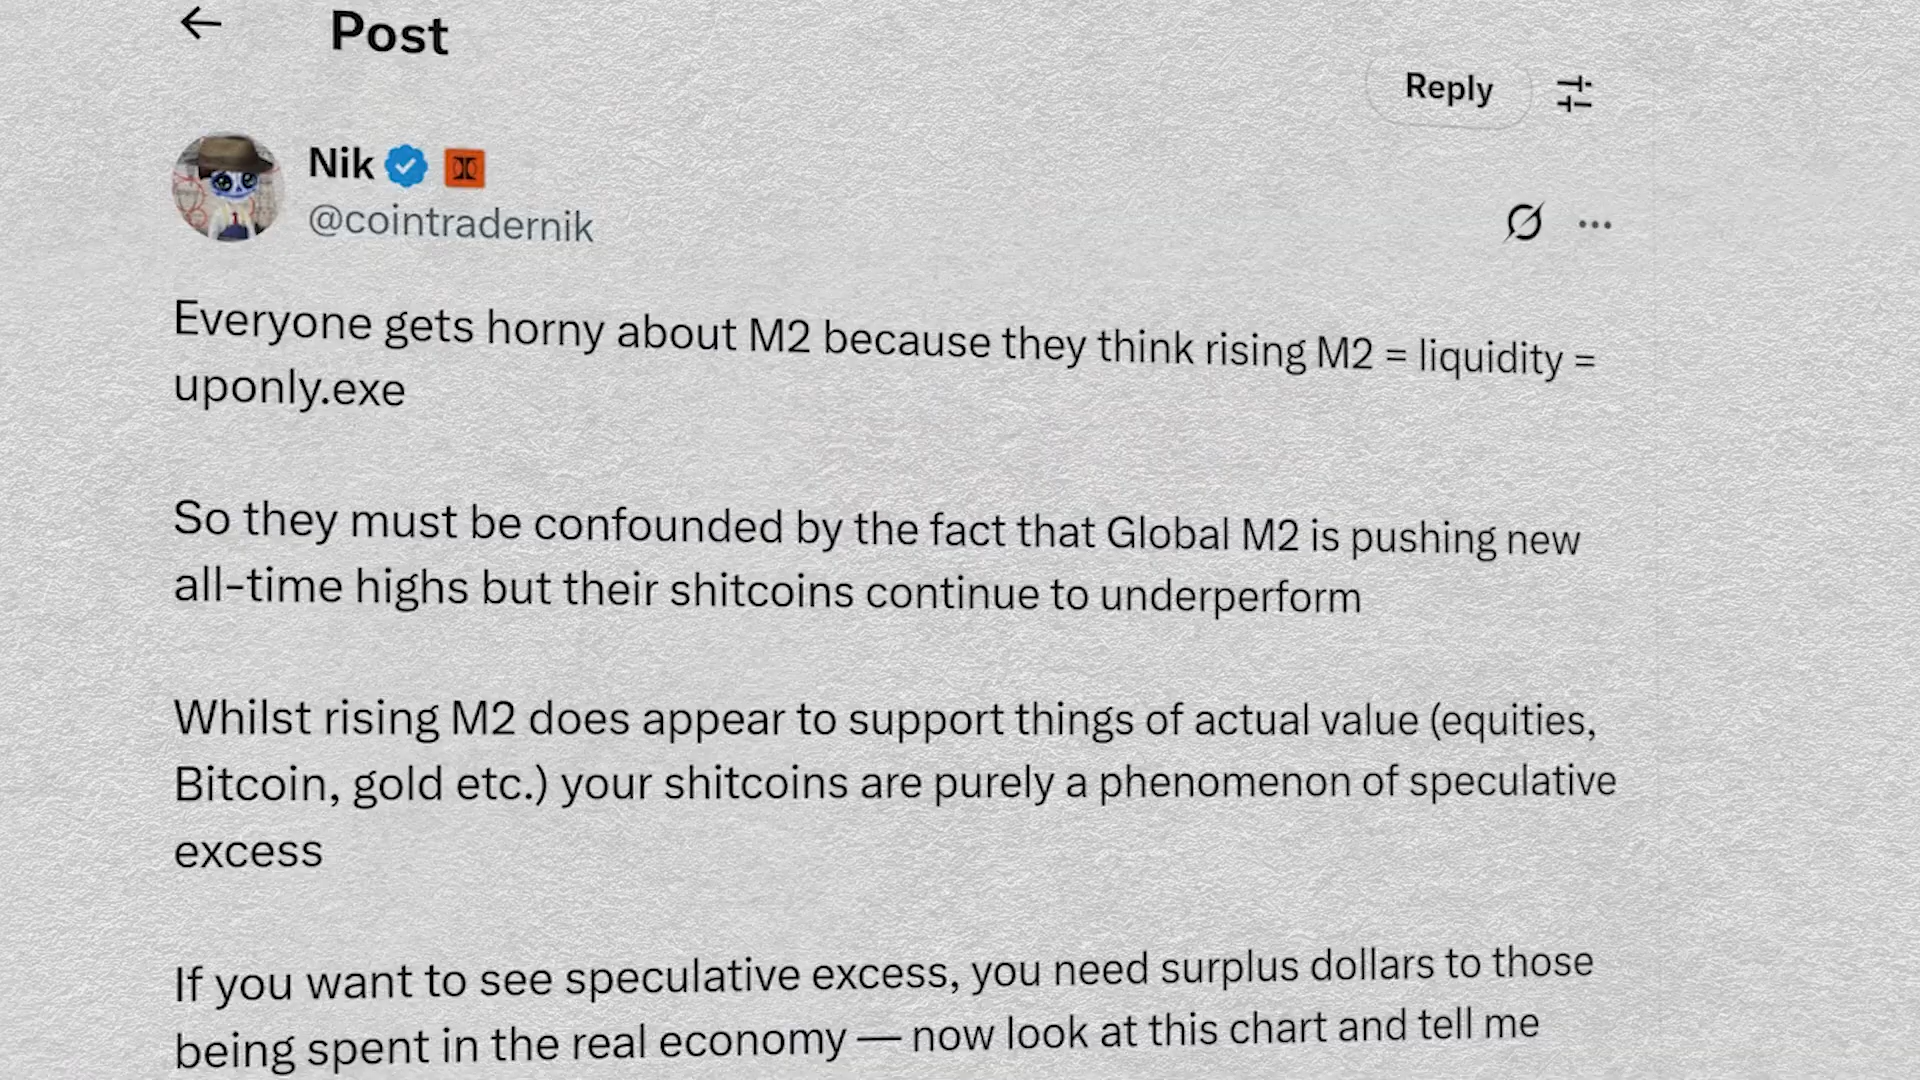 Post
Reply
Nik
@cointradernik
Everyone gets horny about M2 because they think rising M2 = liquidity =
uponly.exe
So they must be confounded by the fact that Global M2 is pushing new
all-time highs but their shitcoins continue to underperform
Whilst rising M2 does appear to support things of actual value (equities,
Bitcoin, gold etc.) your shitcoins are purely a phenomenon of speculative
excess
If you want to see speculative excess, you need surplus dollars to those
being spent in the real economy — now look at this chart and tell me